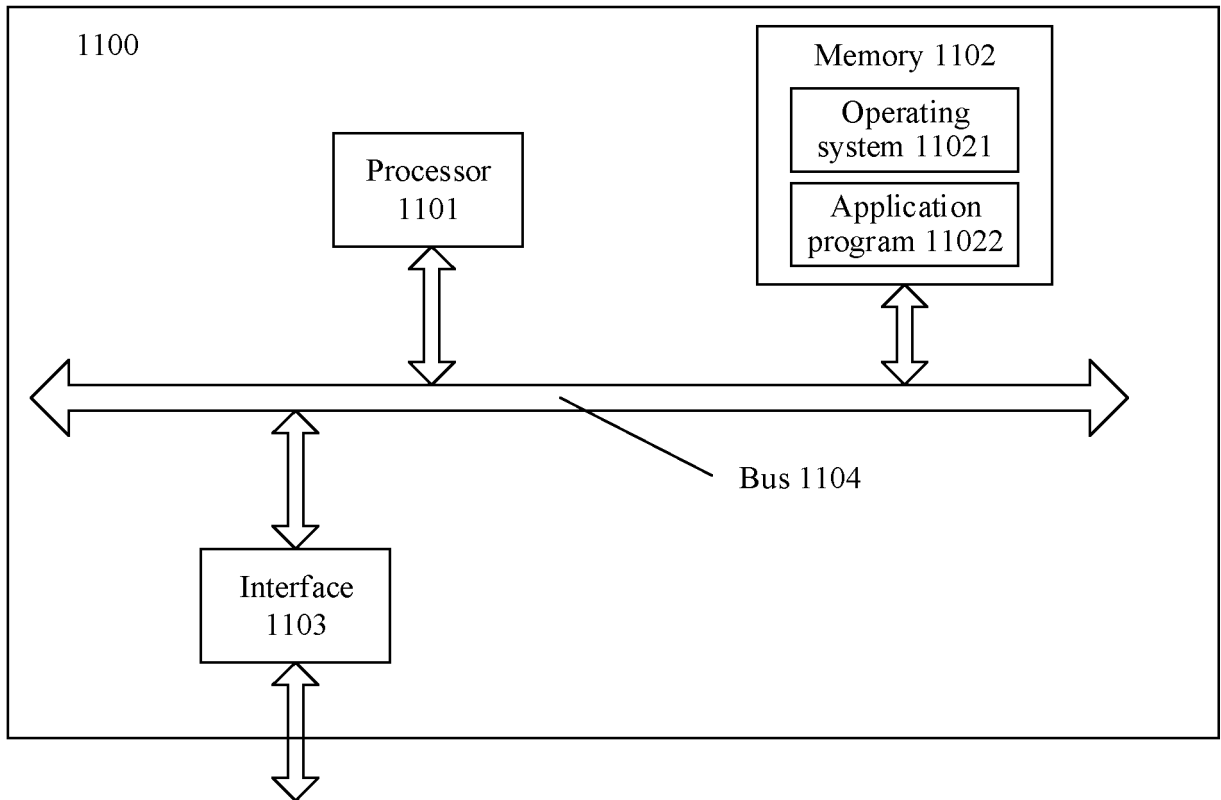 1100
Memory 1102
Operating
system 11021
Application
program 11022
Processor
1101
Bus 1104
Interface
1103